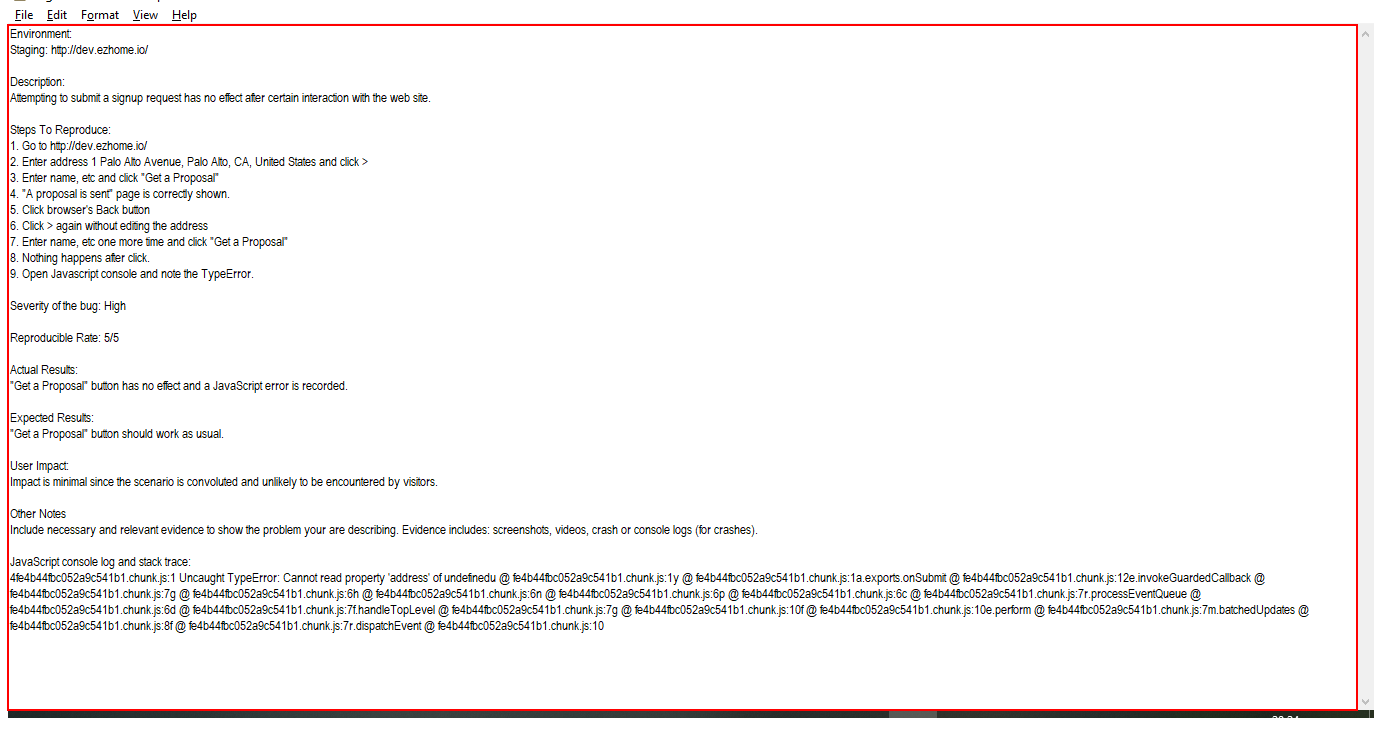 File Edit Format View Help
Environment:
Staging: http://dev.ezhome.io/
Description:
Attempting to submit a signup request has no effect after certain interaction with the web site.
Steps To Reproduce:
1. Go to http://dev.ezhome.io/
2. Enter address 1 Palo Alto Avenue, Palo Alto, CA, United States and click >
3. Enter name, etc and click "Get a Proposal"
4. "A proposal is sent" page is correctly shown.
5. Click browser's Back button
6. Click > again without editing the address
7. Enter name, etc one more time and click "Get a Proposal"
8. Nothing happens after click.
9. Open Javascript console and note the TypeError.
Severity of the bug: High
Reproducible Rate: 5/5
Actual Results:
"Get a Proposal" button has no effect and a JavaScript error is recorded.
Expected Results:
"Get a Proposal" button should work as usual.
User Impact:
Impact is minimal since the scenario is convoluted and unlikely to be encountered by visitors.
Other Notes
Include necessary and relevant evidence to show the problem your are describing. Evidence includes: screenshots, videos, crash or console logs (for crashes).
JavaScript console log and stack trace:
4fe4b44fbc052a9c541b1.chunk.js:1 Uncaught TypeError: Cannot read property 'address' of undefinedu @ fe4b44fbc052a9c541b1.chunk.js:1y @ fe4b44fbc052a9c541b1.chunk.js:1a.exports.onSubmit @ fe4b44fbc052a9c541b1.chunk.js:12e.invokeGuardedCallback @
fe4b44fbc052a9c541b1.chunk.js:7g @ fe4b44fbc052a9c541b1.chunk.js:6h @ fe4b44fbc052a9c541b1.chunk.js:6n @ fe4b44fbc052a9c541b1.chunk.js:6p @ fe4b44fbc052a9c541b1.chunk.js:6c @ fe4b44fbc052a9c541b1.chunk.js:7r.processEventQueue @
fe4b44fbc052a9c541b1.chunk.js:6d @ fe4b44fbc052a9c541b1.chunk.js:7f.handleTopLevel @ fe4b44fbc052a9c541b1.chunk.js:7g @ fe4b44fbc052a9c541b1.chunk.js:10f @ fe4b44fbc052a9c541b1.chunk.js:10e.perform @ fe4b44fbc052a9c541b1.chunk.js:7m.batchedUpdates @
fe4b44fbc052a9c541b1.chunk.js:8f @ fe4b44fbc052a9c541b1.chunk.js:7r.dispatchEvent @ fe4b44fbc052a9c541b1.chunk.js:10